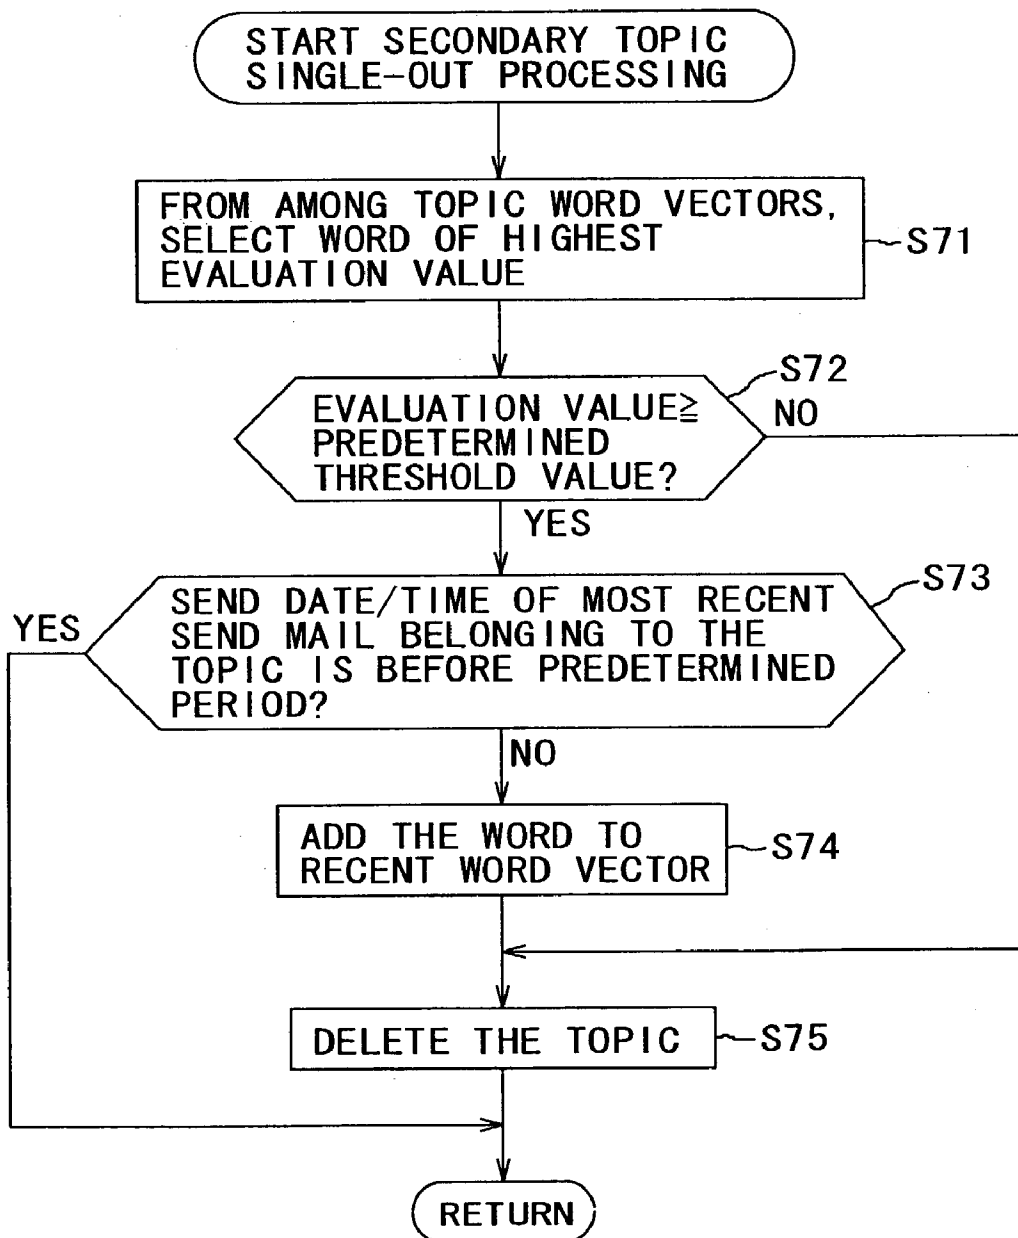 START SECONDARY TOPIC
SINGLE-OUT PROCESSING
FROM AMONG TOPIC WORD VECTORS,
SELECT WORD OF HIGHEST
EVALUATION VALUE
S71
S72
EVALUATION VALUE≧
PREDETERMINED
THRESHOLD VALUE?
NO
YES
S73
SEND DATE/TIME OF MOST RECENT
SEND MAIL BELONGING TO THE
TOPIC IS BEFORE PREDETERMINED
PERIOD?
YES
NO
ADD THE WORD TO
RECENT WORD VECTOR
S74
DELETE THE TOPIC
S75
RETURN